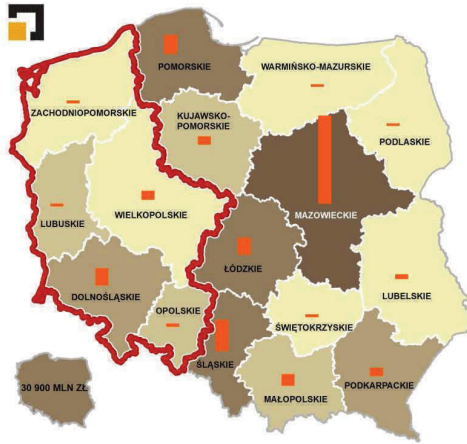 POMORSKIE
WARMIŃSKO-MAZURSKIE
ZACHODNIOPOMORSKIE
KUJAWSKO-
POMORSKIE
PODLASKIE
MAZOWIECKIE
WIELKOPOLSKIE
LUBUSKIE
ŁÓDZKIE
LUBELSKIE
DOLNOŚLĄSKIE
OPOLSKIE
ŚWIĘTOKRZYSKIE
ŚLĄSKIE
MAŁOPOLSKIE
PODKARPACKIE
30 900 MLN ZŁ